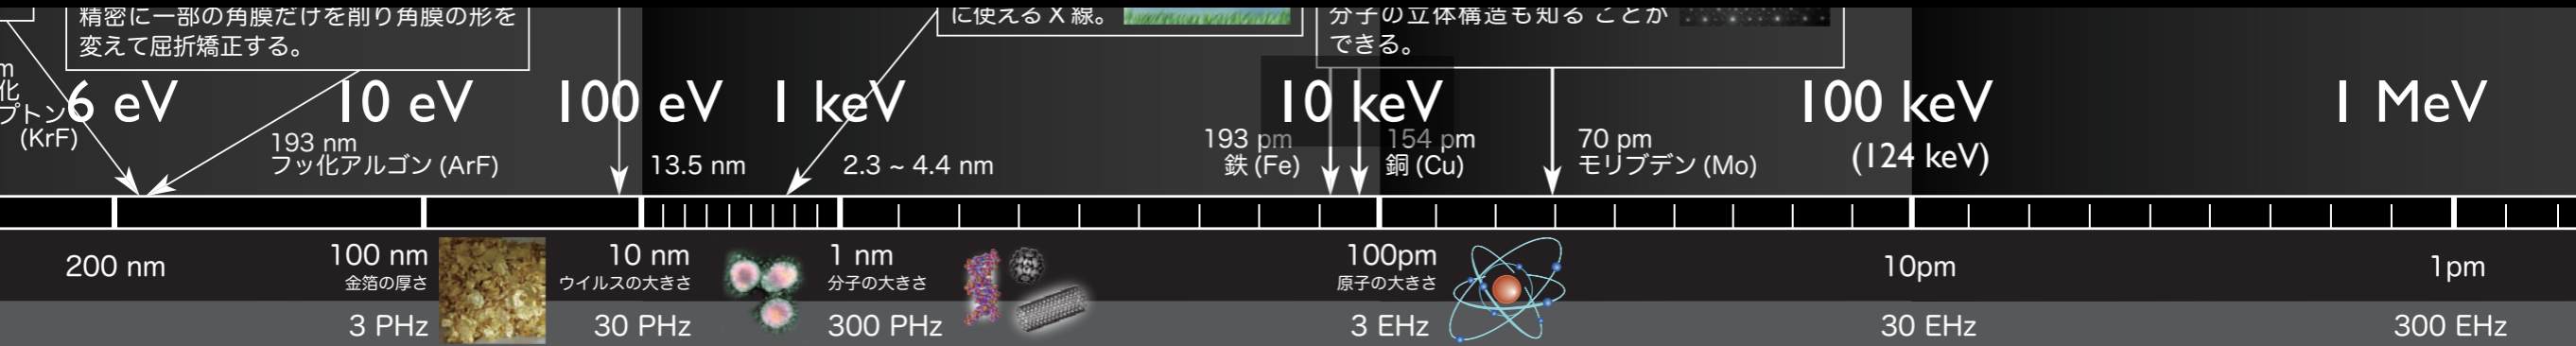 精密に一部の角膜だけを削り角膜の形を
変えて屈折矯正する。
に使える X 線。
分子の立体構造も知る ことが
できる。
m
化
プトン
(KrF)
6 eV
10 eV
100 eV
1 keV
10 keV
100 keV
(124 keV)
1 MeV
193 nm
フッ化アルゴン (ArF)
13.5 nm
2.3 ~ 4.4 nm
193 pm
鉄 (Fe)
154 pm
銅 (Cu)
70 pm
モリブデン (Mo)
200 nm
100 nm
金箔の厚さ
10 nm
ウイルスの大きさ
1 nm
分子の大きさ
100pm
原子の大きさ
10pm
1pm
3 PHz
30 PHz
300 PHz
3 EHz
30 EHz
300 EHz